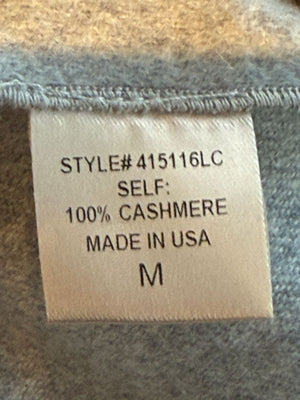 STYLE# 415116LC
SELF:
100% CASHMERE
MADE IN USA
M